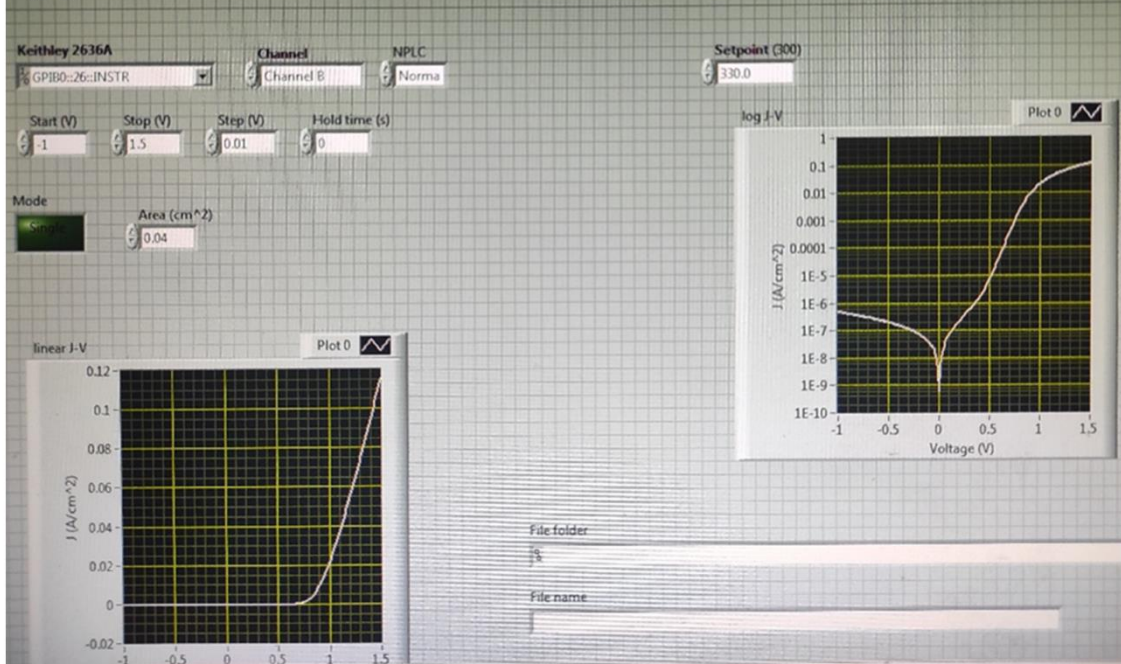 Keithley 2636A
GPIB0::26::INSTR
Channel
Channel B
NPLC
Norma
Setpoint (300)
330.0
Start (V)
-1
Stop (V)
1.5
Step (V)
0.01
Hold time (s)
0
Mode
Single
Area (cm^2)
0.04
log J-V
Plot 0
1
0.1
0.01
0.001
0.0001
1E-5
1E-6
1E-7
1E-8
1E-9
1E-10
J (A/cm^2)
-1
-0.5
0
0.5
1
1.5
Voltage (V)
linear J-V
Plot 0
0.12
0.1
0.08
0.06
0.04
0.02
0
-0.02
J (A/cm^2)
-1
-0.5
0
0.5
1
1.5
File folder
%
File name